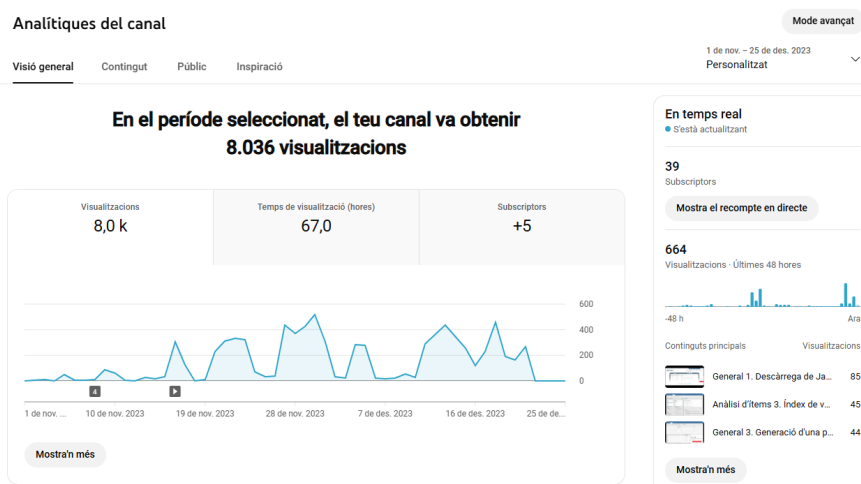 Analítiques del canal
Mode avançat
Visió general
Contingut
Públic
Inspiració
1 de nov. – 25 de des. 2023
Personalitzat
En el període seleccionat, el teu canal va obtenir
8.036 visualitzacions
Visualitzacions
8,0 k
Temps de visualització (hores)
67,0
Subscriptors
+5
600
400
200
0
4
1 de nov. ...
10 de nov. 2023
19 de nov. 2023
28 de nov. 2023
7 de des. 2023
16 de des. 2023
25 de de...
Mostra'n més
En temps real
S'està actualitzant
39
Subscriptors
Mostra el recompte en directe
664
Visualitzacions · Últimes 48 hores
-48 h
Ara
Continguts principals
Visualitzacions
General 1. Descàrrega de Ja...
85
Anàlisi d'ítems 3. Índex de v...
45
General 3. Generació d'una p...
44
Mostra'n més